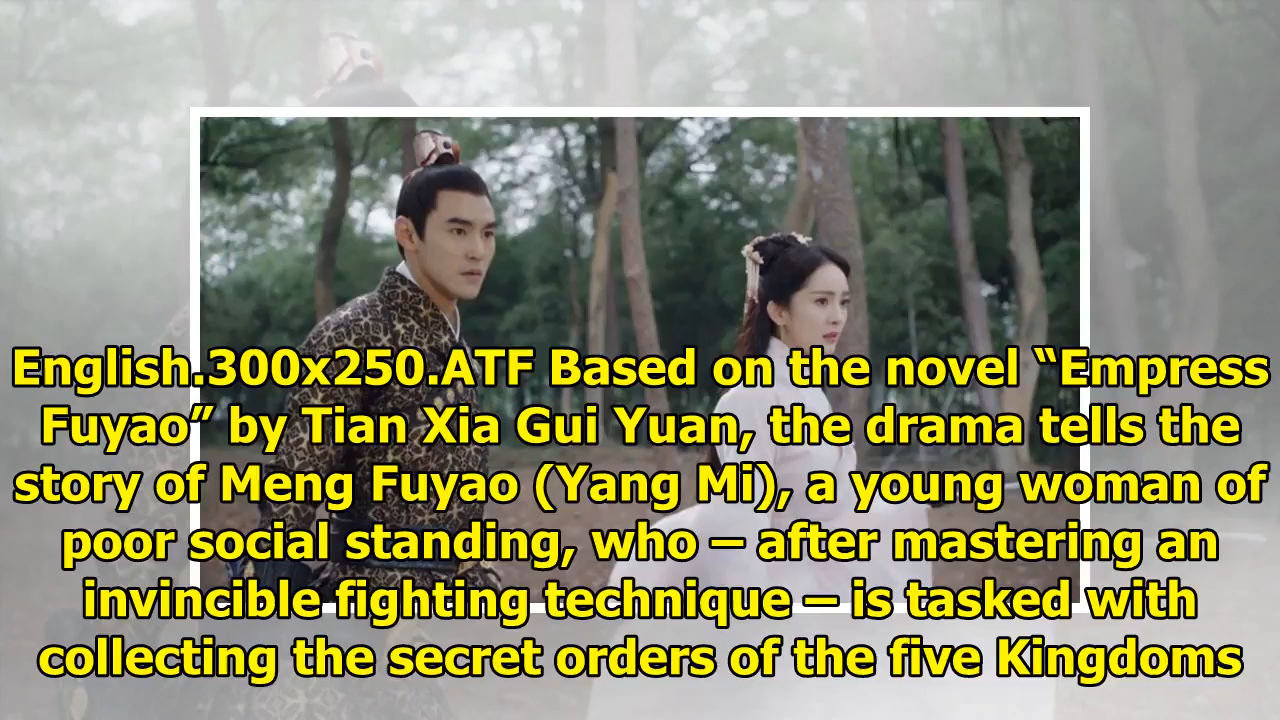 English.300x250.ATF Based on the novel “Empress
Fuyao” by Tian Xia Gui Yuan, the drama tells the
story of Meng Fuyao (Yang Mi), a young woman of
poor social standing, who – after mastering an
invincible fighting technique – is tasked with
collecting the secret orders of the five Kingdoms